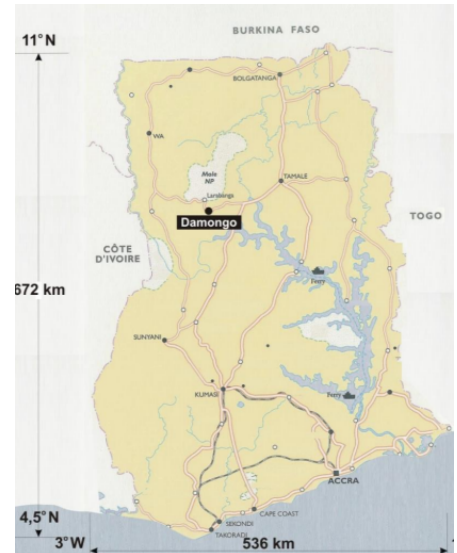 BURKINA FASO
11°N
BOLGATANGA
WA
Mole
NP
Larabanga
TAMALE
Damongo
TOGO
CÔTE
D'IVOIRE
672 km
Ferry
SUNYANI
KUMASI
Ferry
ACCRA
CAPE COAST
SEKONDI
TAKORADI
4,5°N
3°W
536 km